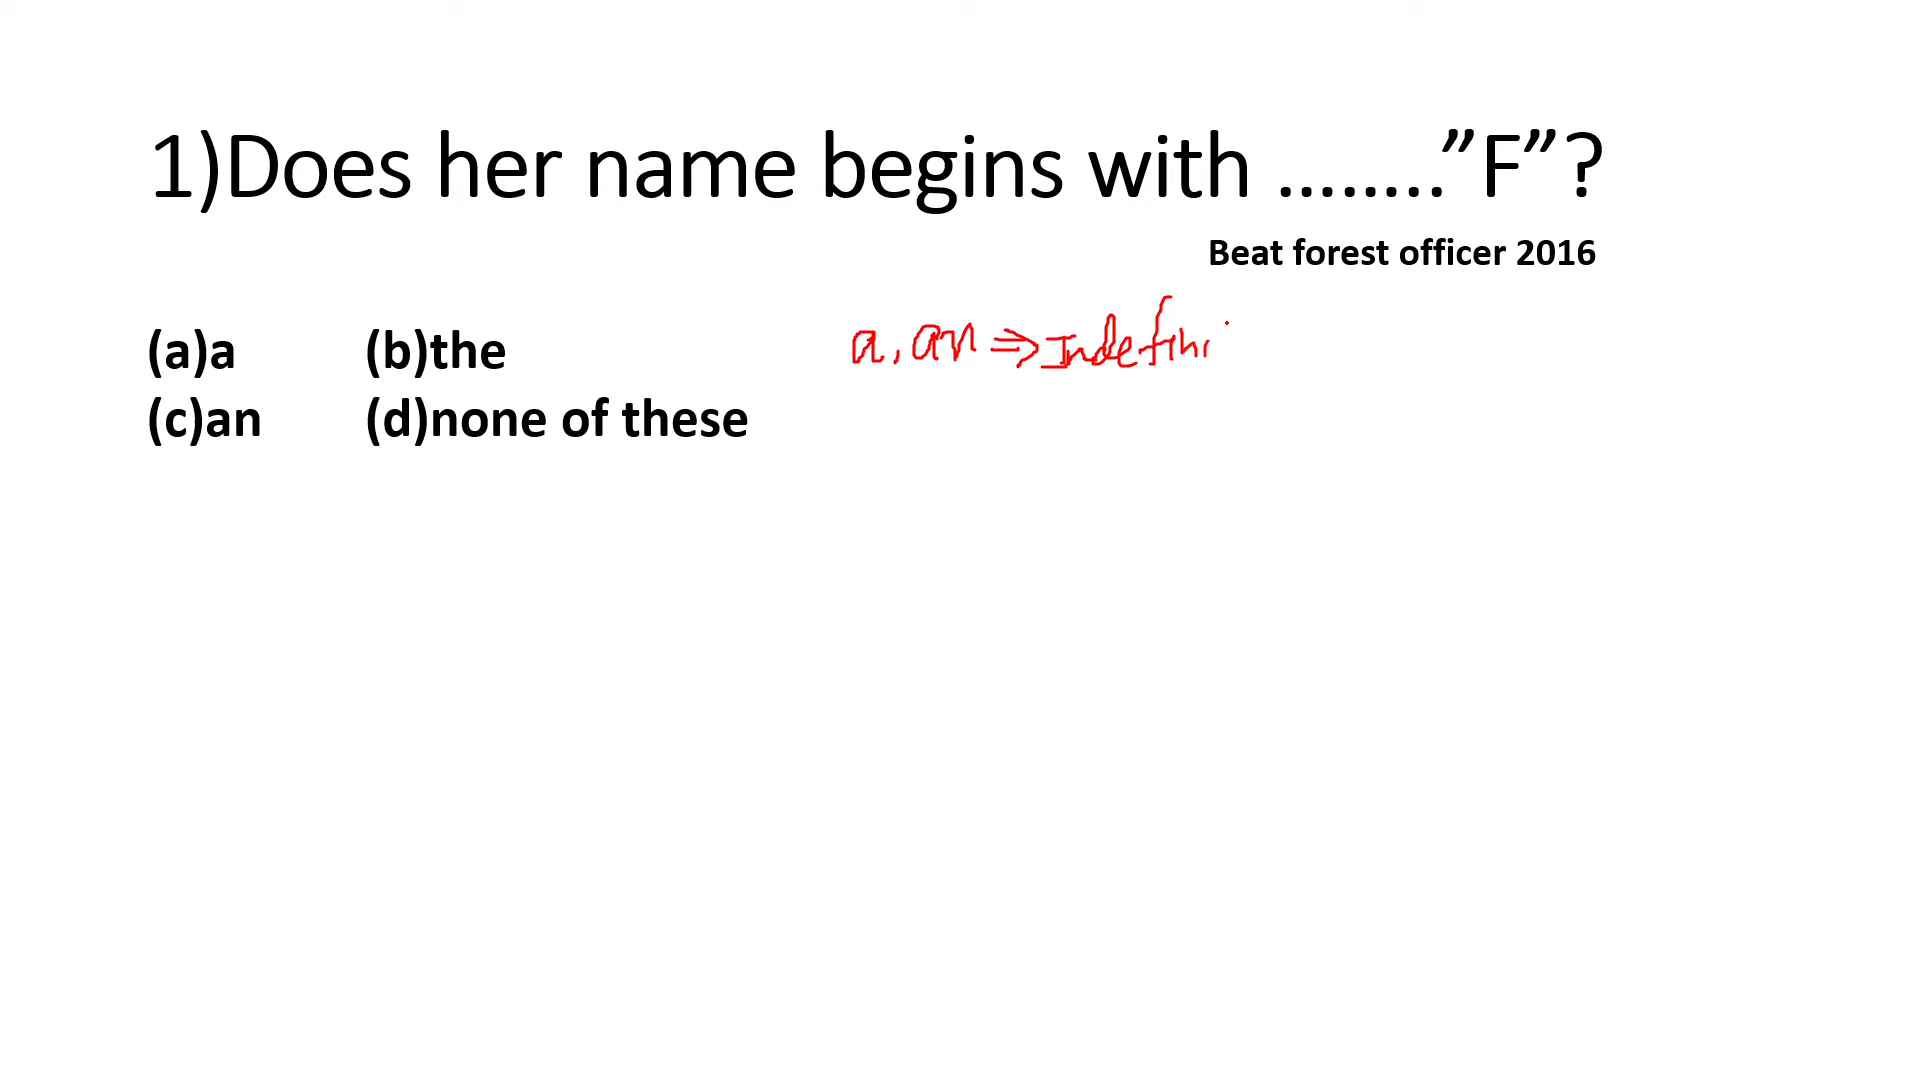 1)Does her name begins with ........”F”?
Beat forest officer 2016
(a)a (b)the a, an ⇒ Indefini
(c)an (d)none of these